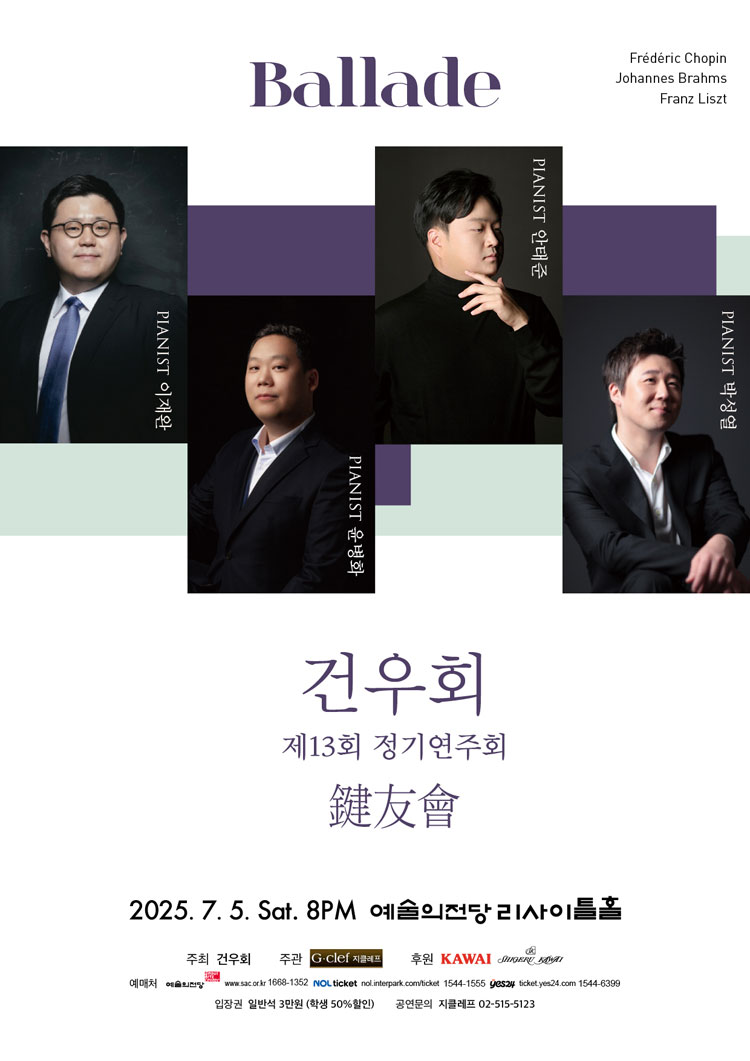 Ballade
Frédéric Chopin
Johannes Brahms
Franz Liszt
PIANIST 이재완
PIANIST 윤병화
PIANIST 안태준
PIANIST 박성열
건우회
제13회 정기연주회
鍵友會
2025. 7. 5. Sat. 8PM 예술의전당 리사이틀홀
주최 건우회 주관 G·clef 지클레프 후원 KAWAI SHIGERU KAWAI
예매처 예술의전당 www.sac.or.kr 1668-1352 NOL ticket nol.interpark.com/ticket 1544-1555 yes24 ticket.yes24.com 1544-6399
입장권 일반석 3만원 (학생 50%할인) 공연문의 지클레프 02-515-5123